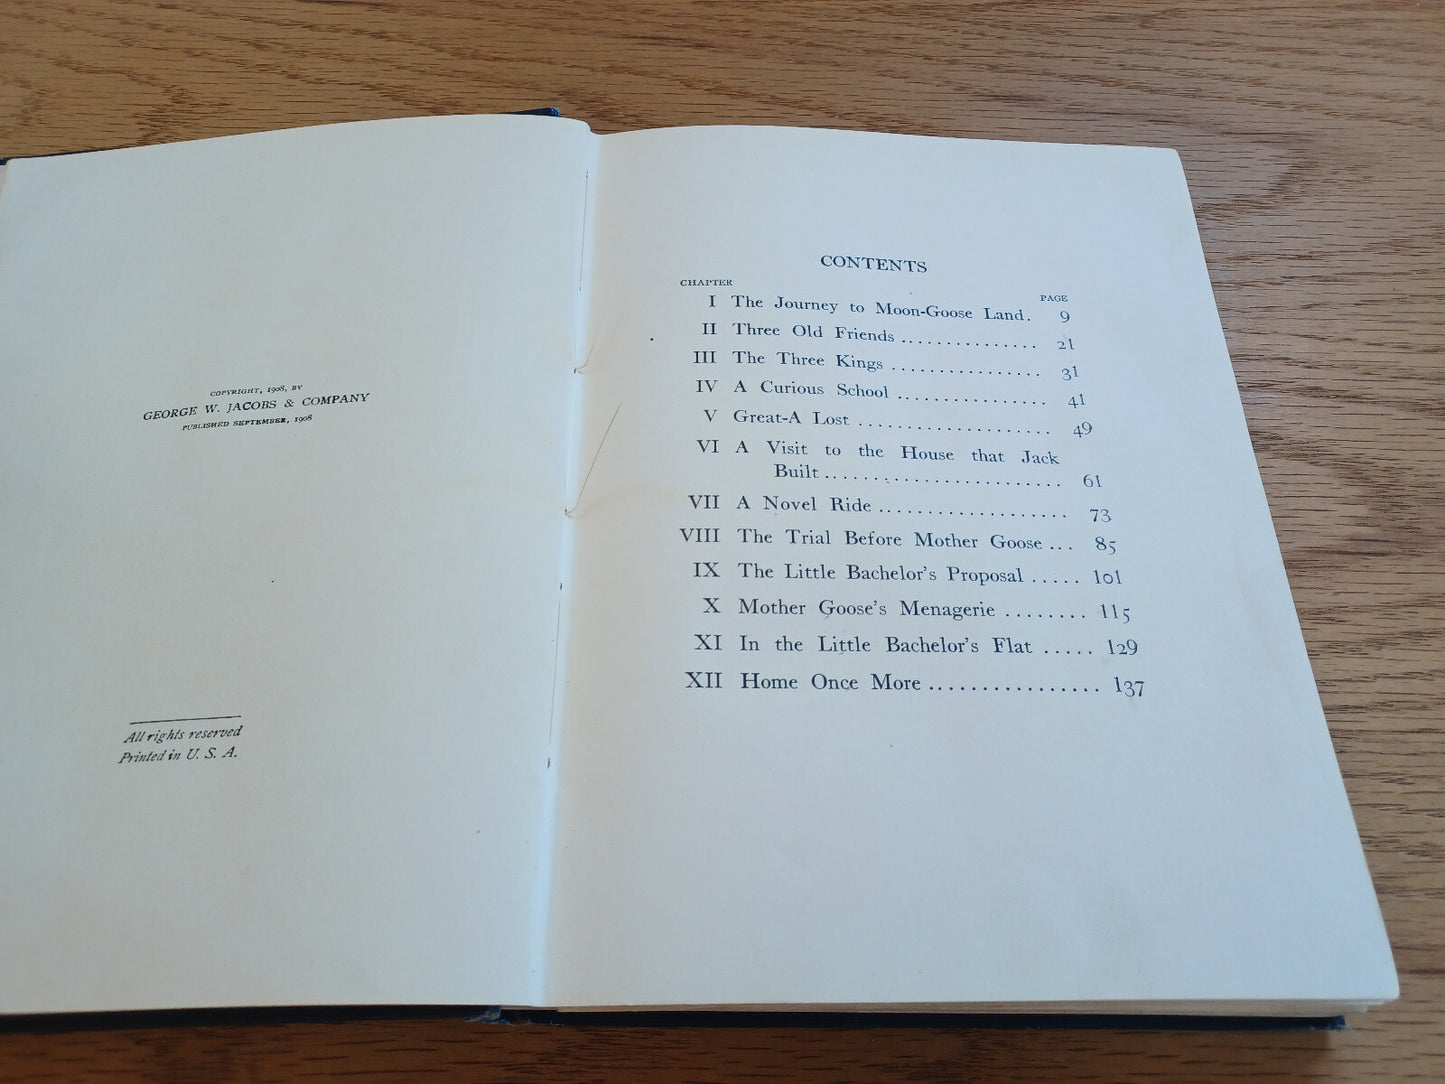 COPYRIGHT, 1908, BY
GEORGE W. JACOBS & COMPANY
PUBLISHED SEPTEMBER, 1908
All rights reserved
Printed in U. S. A.
CONTENTS
CHAPTER PAGE
I The Journey to Moon-Goose Land. 9
II Three Old Friends ............... 21
III The Three Kings ................ 31
IV A Curious School ................ 41
V Great-A Lost .................... 49
VI A Visit to the House that Jack
Built ......................... 61
VII A Novel Ride ................... 73
VIII The Trial Before Mother Goose ... 85
IX The Little Bachelor's Proposal ..... 101
X Mother Goose's Menagerie ........ 115
XI In the Little Bachelor's Flat ..... 129
XII Home Once More ................ 137